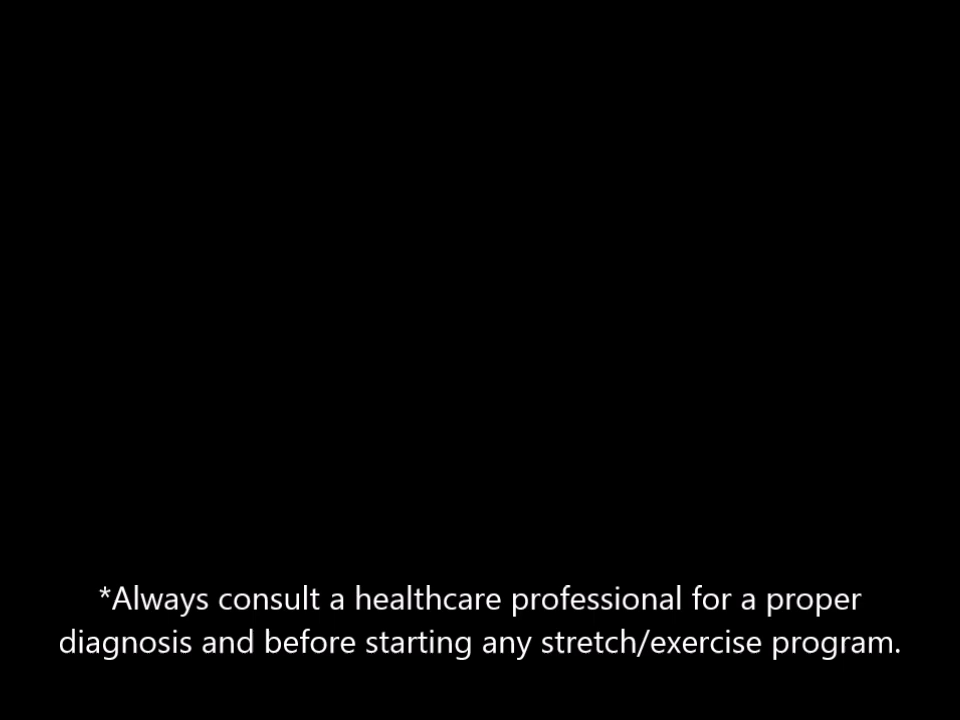 *Always consult a healthcare professional for a proper
diagnosis and before starting any stretch/exercise program.